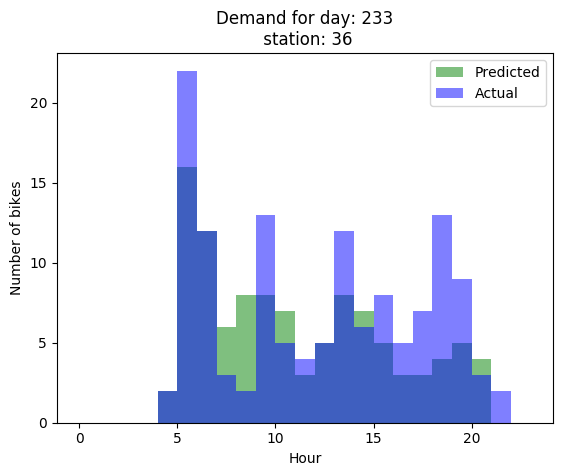 Demand for day: 233
station: 36
Predicted
Actual
Number of bikes
20
15
10
5
0
0
5
10
15
20
Hour